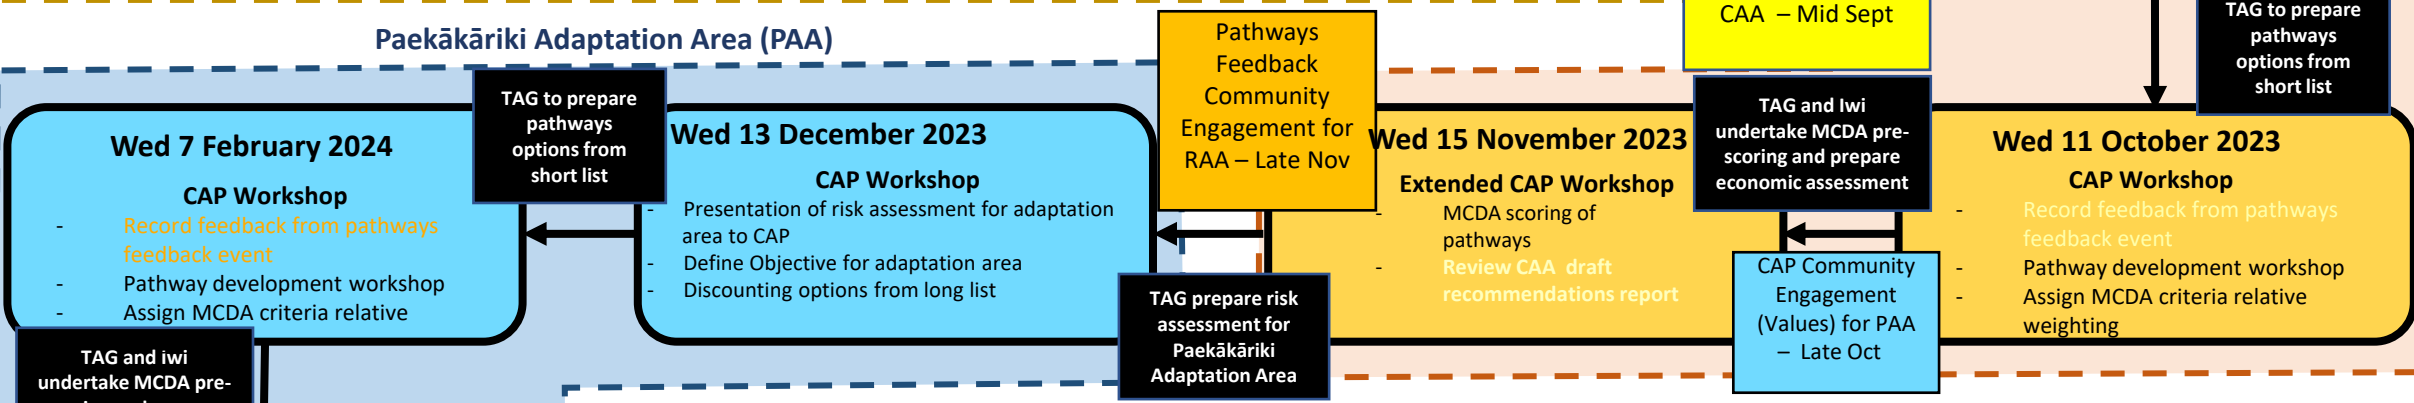 Paekākāriki Adaptation Area (PAA)
Wed 7 February 2024
CAP Workshop
- Record feedback from pathways
feedback event
- Pathway development workshop
- Assign MCDA criteria relative
TAG and iwi
undertake MCDA pre-
TAG to prepare
pathways
options from
short list
Wed 13 December 2023
CAP Workshop
- Presentation of risk assessment for adaptation
area to CAP
- Define Objective for adaptation area
- Discounting options from long list
TAG prepare risk
assessment for
Paekākāriki
Adaptation Area
Pathways
Feedback
Community
Engagement for
RAA – Late Nov
Wed 15 November 2023
Extended CAP Workshop
- MCDA scoring of
pathways
- Review CAA draft
recommendations report
CAA – Mid Sept
TAG and Iwi
undertake MCDA pre-
scoring and prepare
economic assessment
CAP Community
Engagement
(Values) for PAA
– Late Oct
Wed 11 October 2023
CAP Workshop
- Record feedback from pathways
feedback event
- Pathway development workshop
- Assign MCDA criteria relative
weighting
TAG to prepare
pathways
options from
short list